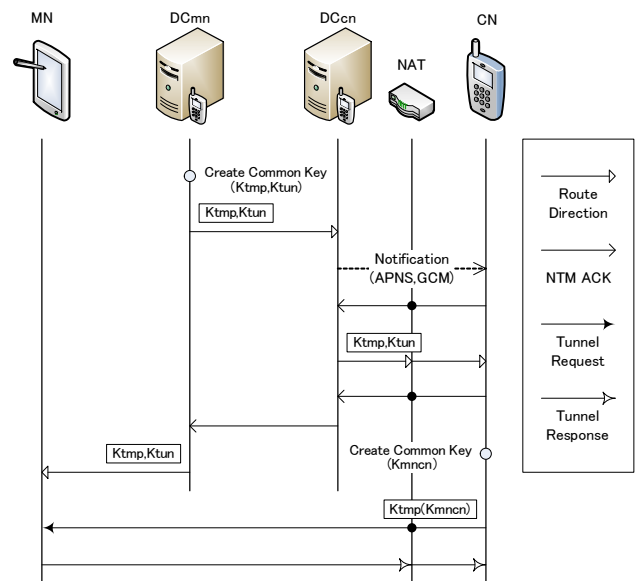 MN
DCmn
DCcn
NAT
CN
Create Common Key
(Ktmp,Ktun)
Ktmp,Ktun
Notification
(APNS,GCM)
Ktmp,Ktun
Create Common Key
(Kmncn)
Ktmp,Ktun
Ktmp(Kmncn)
Route
Direction
NTM ACK
Tunnel
Request
Tunnel
Response